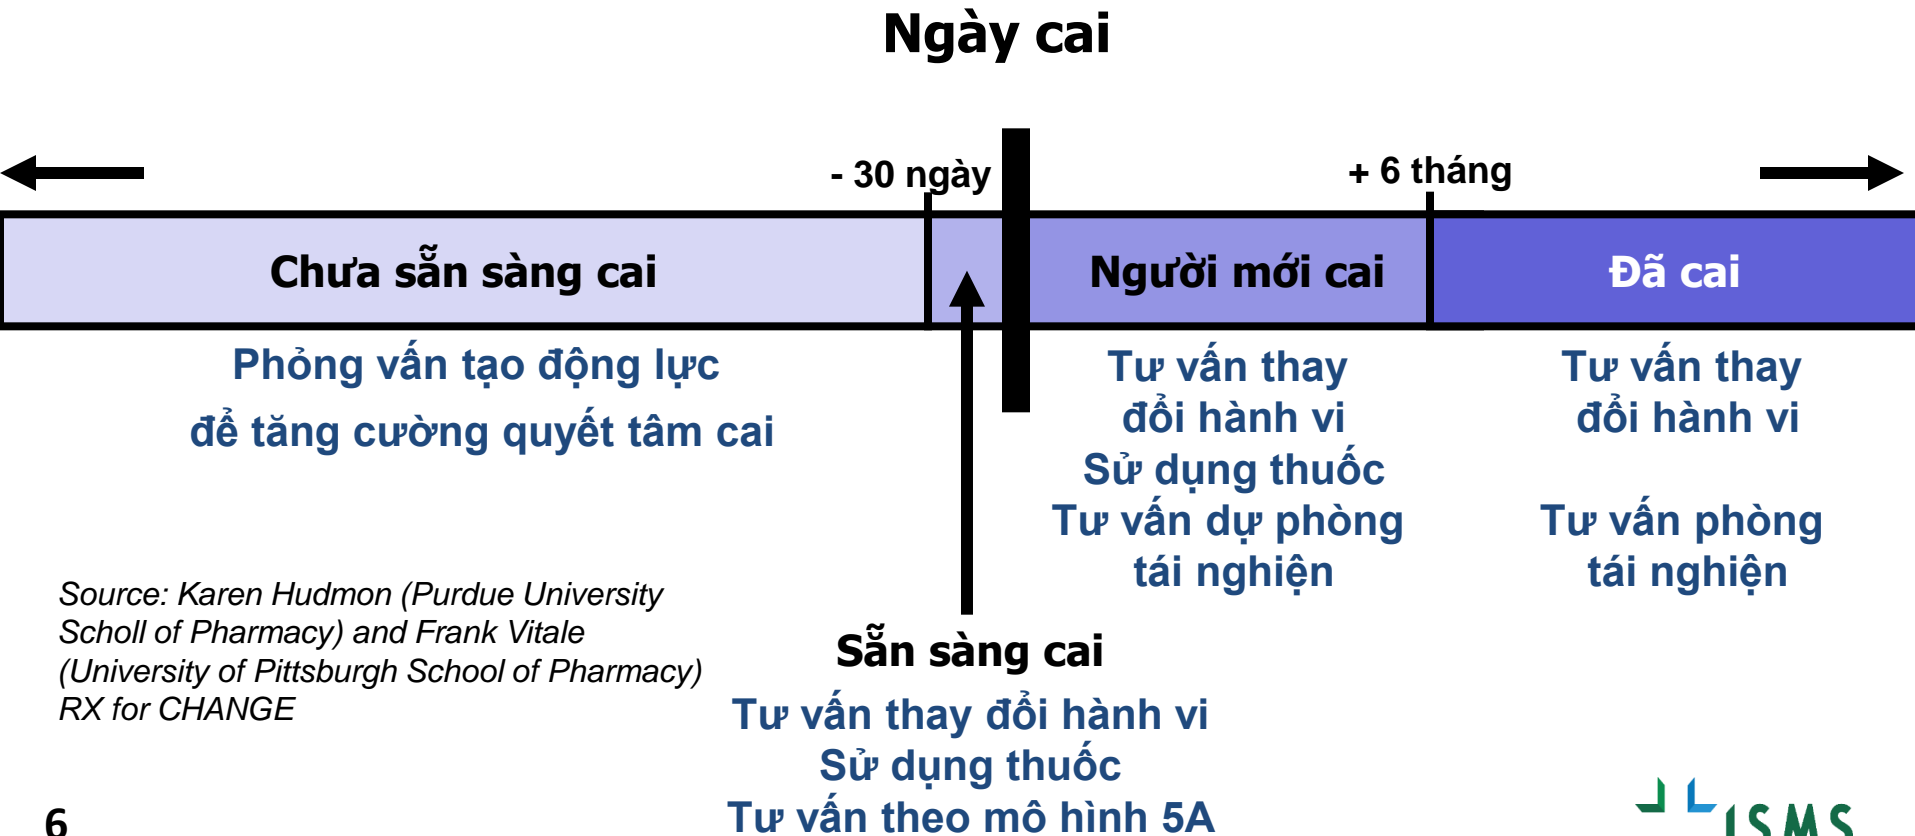 Ngày cai
- 30 ngày
+ 6 tháng
Chưa sẵn sàng cai
Người mới cai
Đã cai
Phỏng vấn tạo động lực
để tăng cường quyết tâm cai
Tư vấn thay
đổi hành vi
Sử dụng thuốc
Tư vấn dự phòng
tái nghiện
Tư vấn thay
đổi hành vi
Tư vấn phòng
tái nghiện
Source: Karen Hudmon (Purdue University
Scholl of Pharmacy) and Frank Vitale
(University of Pittsburgh School of Pharmacy)
RX for CHANGE
Sẵn sàng cai
Tư vấn thay đổi hành vi
Sử dụng thuốc
Tư vấn theo mô hình 5A
6
ISMS